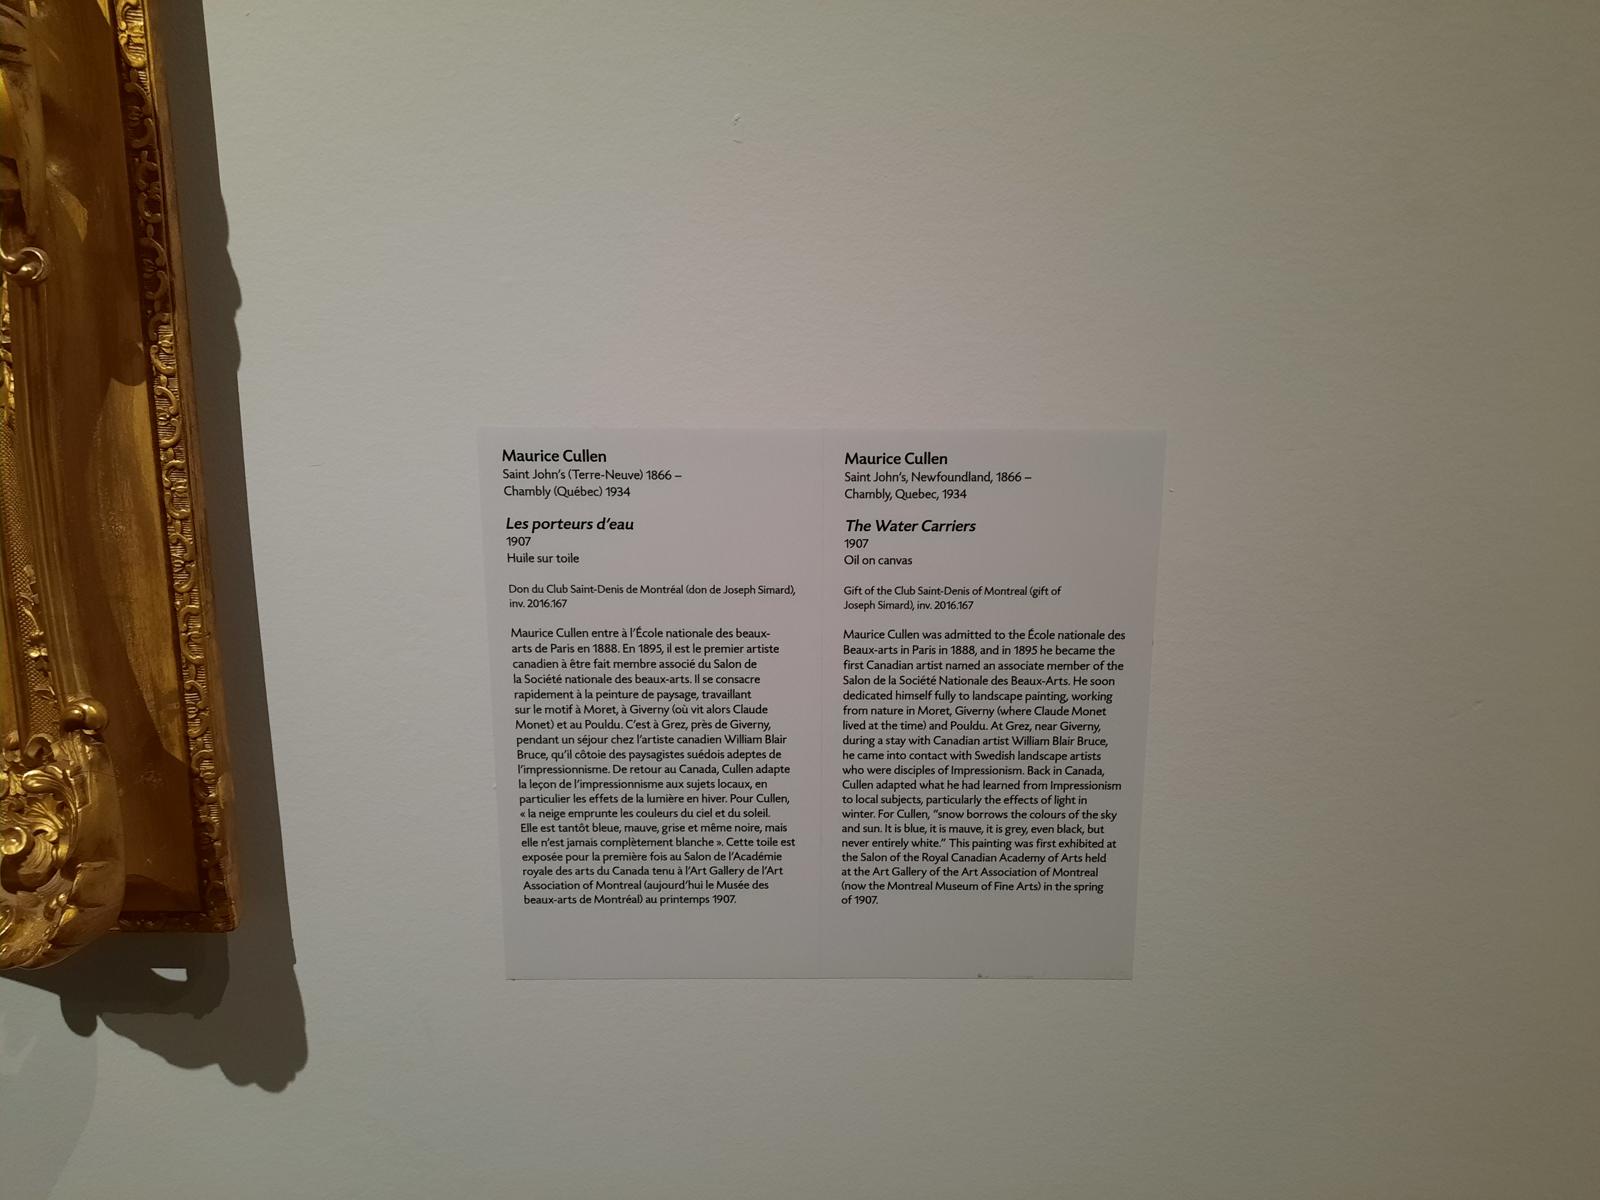 Maurice Cullen
Saint John's (Terre-Neuve) 1866 –
Chambly (Québec) 1934
Les porteurs d'eau
1907
Huile sur toile
Don du Club Saint-Denis de Montréal (don de Joseph Simard),
inv. 2016.167
Maurice Cullen entre à l'École nationale des beaux-
arts de Paris en 1888. En 1895, il est le premier artiste
canadien à être fait membre associé du Salon de
la Société nationale des beaux-arts. Il se consacre
rapidement à la peinture de paysage, travaillant
sur le motif à Moret, à Giverny (où vit alors Claude
Monet) et au Pouldu. C'est à Grez, près de Giverny,
pendant un séjour chez l'artiste canadien William Blair
Bruce, qu'il côtoie des paysagistes suédois adeptes de
l'impressionnisme. De retour au Canada, Cullen adapte
la leçon de l'impressionnisme aux sujets locaux, en
particulier les effets de la lumière en hiver. Pour Cullen,
« la neige emprunte les couleurs du ciel et du soleil.
Elle est tantôt bleue, mauve, grise et même noire, mais
elle n'est jamais complètement blanche ». Cette toile est
exposée pour la première fois au Salon de l'Académie
royale des arts du Canada tenu à l'Art Gallery de l'Art
Association of Montreal (aujourd'hui le Musée des
beaux-arts de Montréal) au printemps 1907.
Maurice Cullen
Saint John's, Newfoundland, 1866 –
Chambly, Quebec, 1934
The Water Carriers
1907
Oil on canvas
Gift of the Club Saint-Denis of Montreal (gift of
Joseph Simard), inv. 2016.167
Maurice Cullen was admitted to the École nationale des
Beaux-arts in Paris in 1888, and in 1895 he became the
first Canadian artist named an associate member of the
Salon de la Société Nationale des Beaux-Arts. He soon
dedicated himself fully to landscape painting, working
from nature in Moret, Giverny (where Claude Monet
lived at the time) and Pouldu. At Grez, near Giverny,
during a stay with Canadian artist William Blair Bruce,
he came into contact with Swedish landscape artists
who were disciples of Impressionism. Back in Canada,
Cullen adapted what he had learned from Impressionism
to local subjects, particularly the effects of light in
winter. For Cullen, "snow borrows the colours of the sky
and sun. It is blue, it is mauve, it is grey, even black, but
never entirely white." This painting was first exhibited at
the Salon of the Royal Canadian Academy of Arts held
at the Art Gallery of the Art Association of Montreal
(now the Montreal Museum of Fine Arts) in the spring
of 1907.